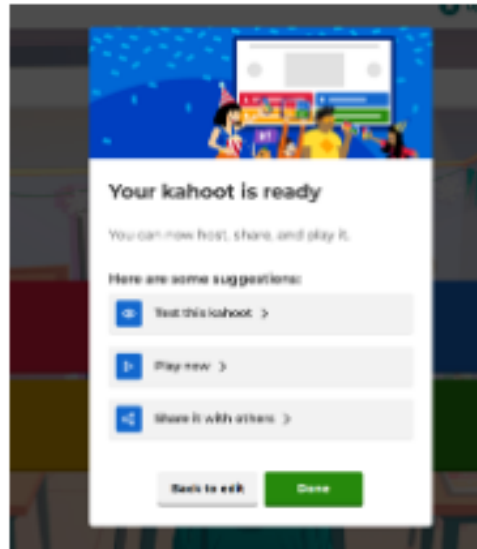 Your kahoot is ready
You can now host, share, and play it.
Here are some suggestions:
Test this kahoot >
Play now >
Share it with others >
Back to edit
Done